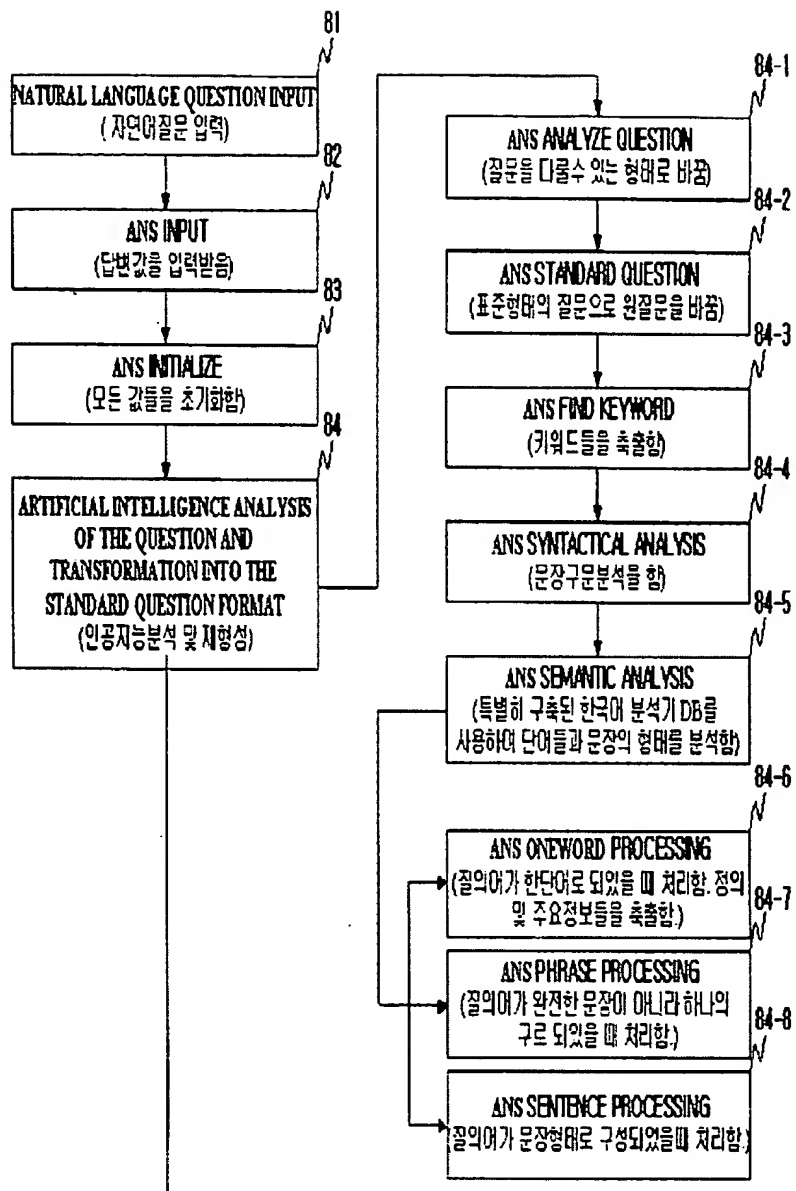 81
NATURAL LANGUAGE QUESTION INPUT
(자연어질문 입력)
82
ANS INPUT
(답변값을 입력받음)
83
ANS INITIALIZE
(모든 값들을 초기화함)
84
ARTIFICIAL INTELLIGENCE ANALYSIS
OF THE QUESTION AND
TRANSFORMATION INTO THE
STANDARD QUESTION FORMAT
(인공지능분석 및 재형성)
84-1
ANS ANALYZE QUESTION
(질문을 다룰수 있는 형태로 바꿈)
84-2
ANS STANDARD QUESTION
(표준형태의 질문으로 원질문을 바꿈)
84-3
ANS FIND KEYWORD
(키워드들을 축출함)
84-4
ANS SYNTACTICAL ANALYSIS
(문장구문분석을 함)
84-5
ANS SEMANTIC ANALYSIS
(특별히 구축된 한국어 분석기 DB를
사용하여 단어들과 문장의 형태를 분석함)
84-6
ANS ONEWORD PROCESSING
(질의어가 한단어로 되있을 때 처리함. 정의
및 주요정보들을 축출함.)
84-7
ANS PHRASE PROCESSING
(질의어가 완전한 문장이 아니라 하나의
구로 되있을 때 처리함.)
84-8
ANS SENTENCE PROCESSING
(질의어가 문장형태로 구성되었을때 처리함.)